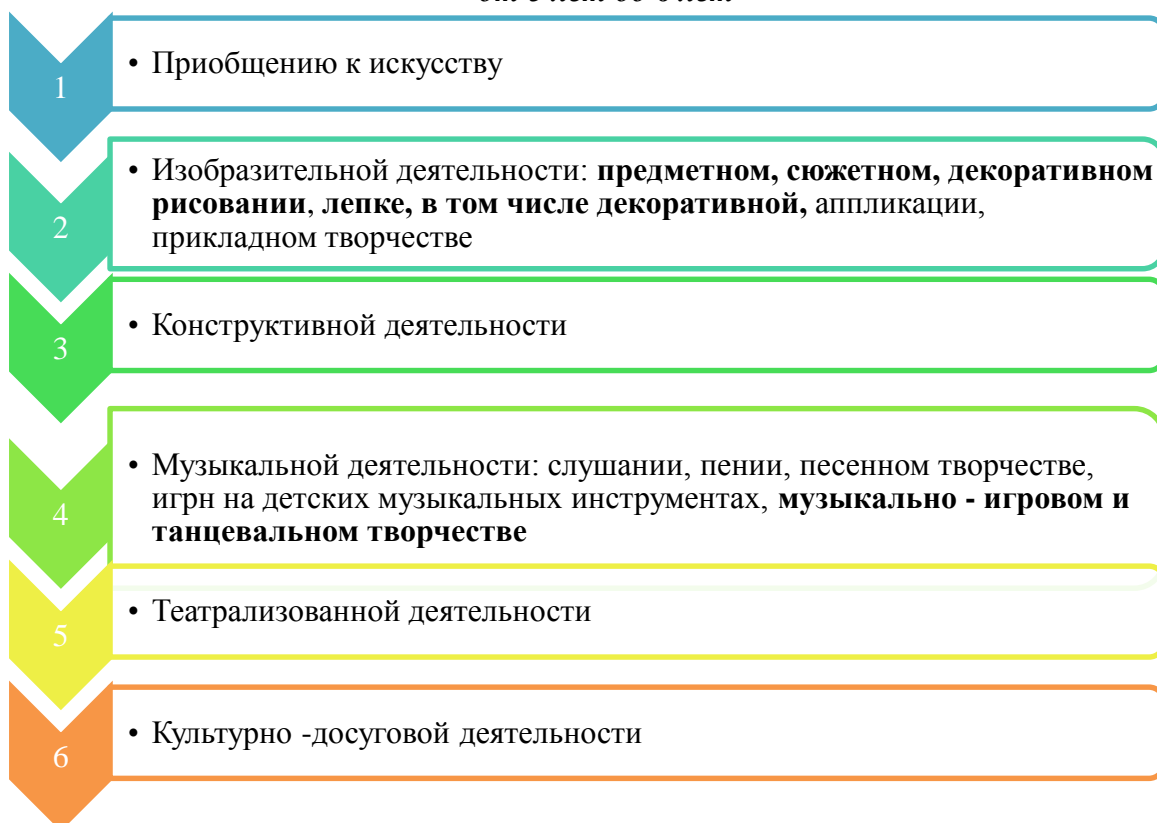 1
• Приобщению к искусству
2
• Изобразительной деятельности: предметном, сюжетном, декоративном
рисовании, лепке, в том числе декоративной, аппликации,
прикладном творчестве
3
• Конструктивной деятельности
4
• Музыкальной деятельности: слушании, пении, песенном творчестве,
игрн на детских музыкальных инструментах, музыкально - игровом и
танцевальном творчестве
5
• Театрализованной деятельности
6
• Культурно -досуговой деятельности